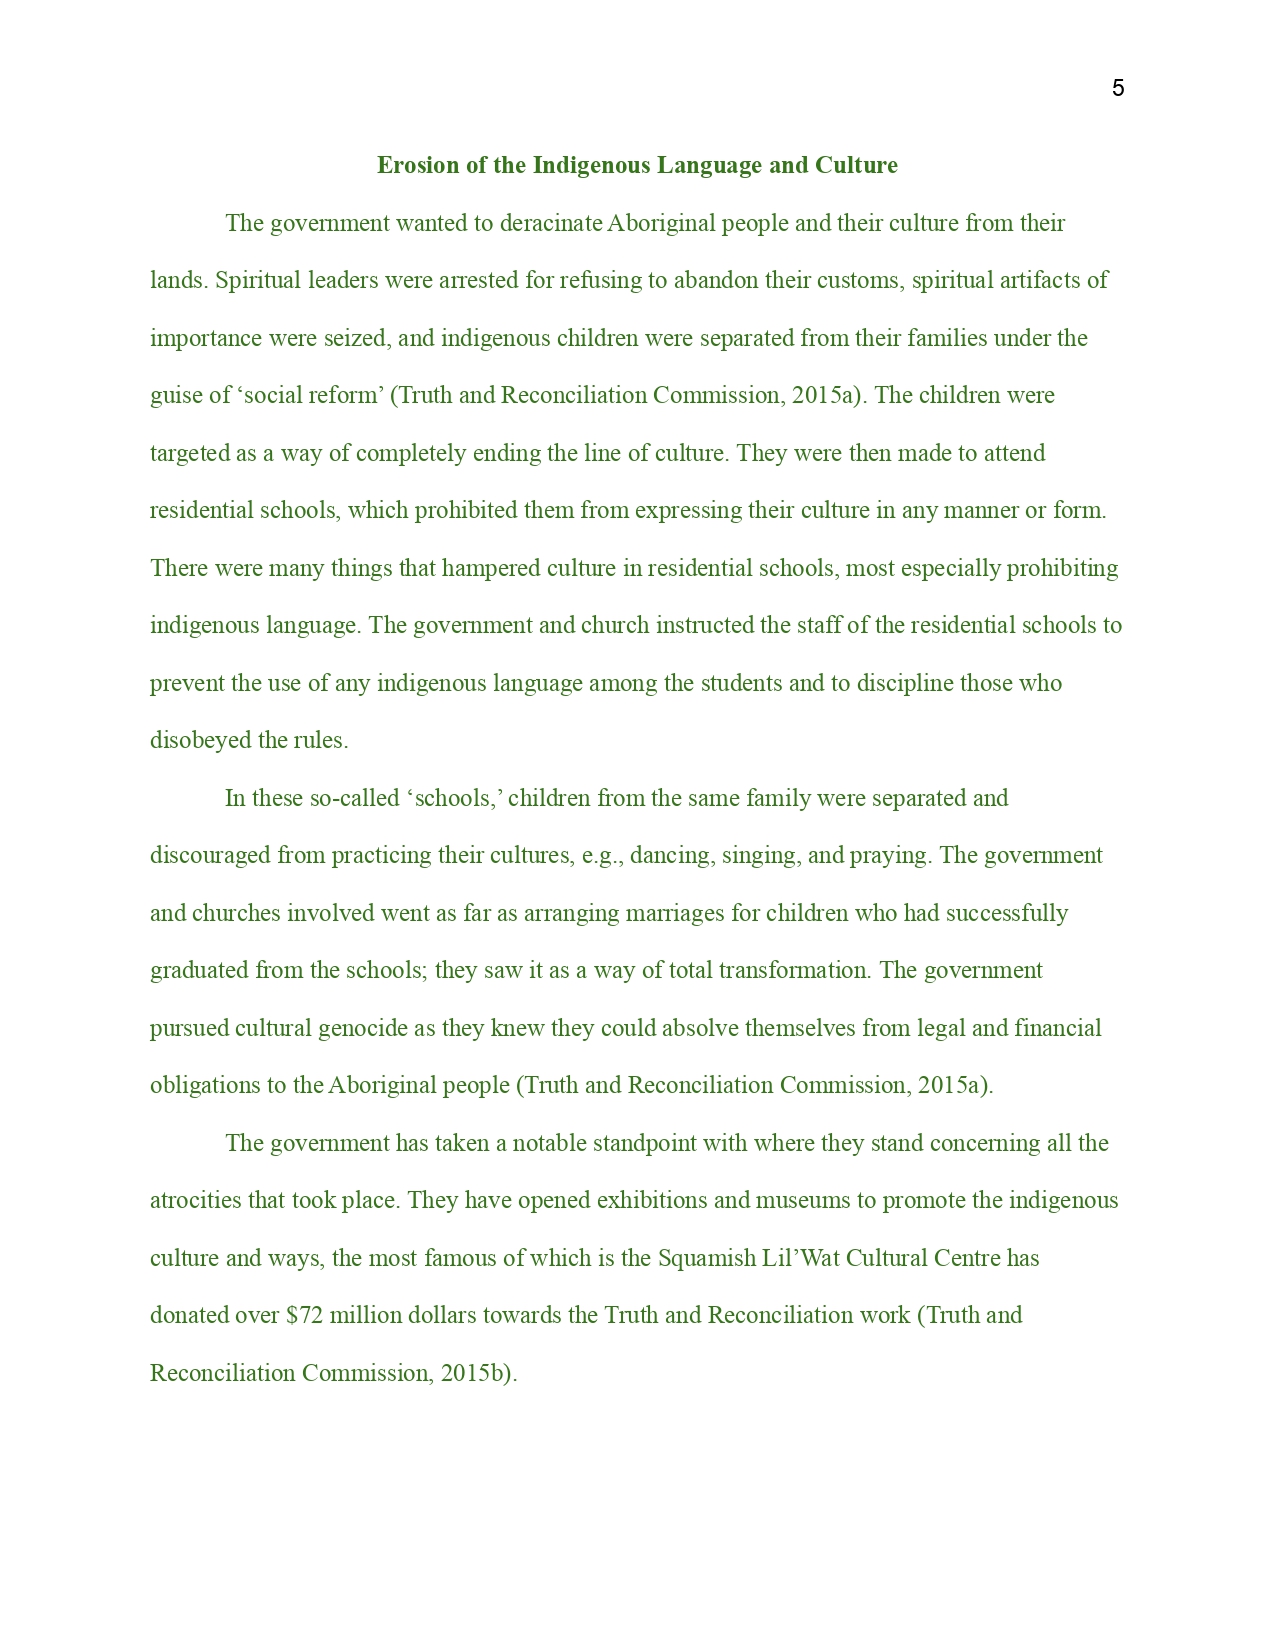 5
Erosion of the Indigenous Language and Culture
The government wanted to deracinate Aboriginal people and their culture from their
lands. Spiritual leaders were arrested for refusing to abandon their customs, spiritual artifacts of
importance were seized, and indigenous children were separated from their families under the
guise of ‘social reform’ (Truth and Reconciliation Commission, 2015a). The children were
targeted as a way of completely ending the line of culture. They were then made to attend
residential schools, which prohibited them from expressing their culture in any manner or form.
There were many things that hampered culture in residential schools, most especially prohibiting
indigenous language. The government and church instructed the staff of the residential schools to
prevent the use of any indigenous language among the students and to discipline those who
disobeyed the rules.
In these so-called ‘schools,’ children from the same family were separated and
discouraged from practicing their cultures, e.g., dancing, singing, and praying. The government
and churches involved went as far as arranging marriages for children who had successfully
graduated from the schools; they saw it as a way of total transformation. The government
pursued cultural genocide as they knew they could absolve themselves from legal and financial
obligations to the Aboriginal people (Truth and Reconciliation Commission, 2015a).
The government has taken a notable standpoint with where they stand concerning all the
atrocities that took place. They have opened exhibitions and museums to promote the indigenous
culture and ways, the most famous of which is the Squamish Lil’Wat Cultural Centre has
donated over $72 million dollars towards the Truth and Reconciliation work (Truth and
Reconciliation Commission, 2015b).